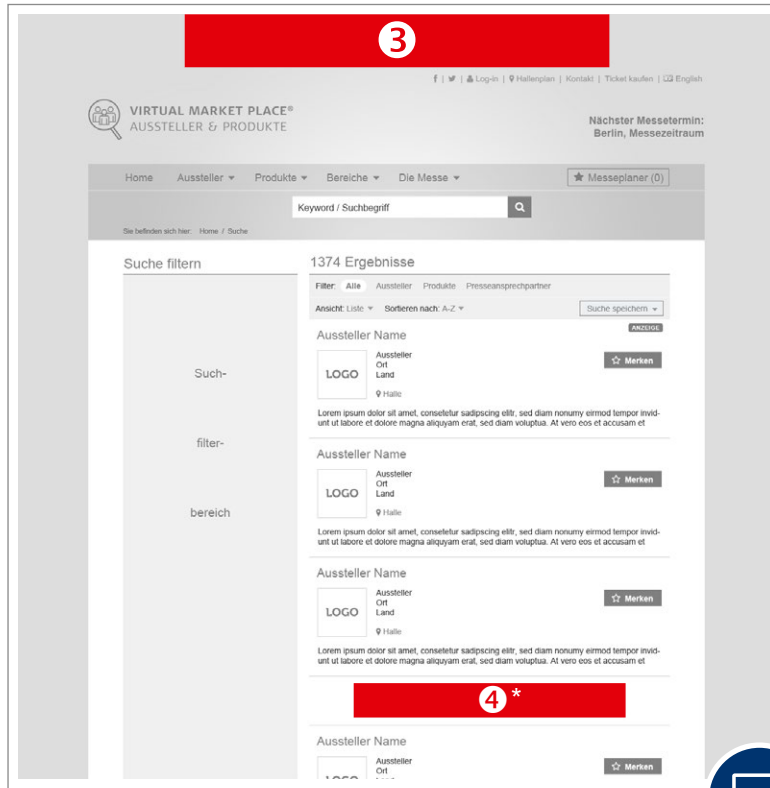 3
f | | Log-in | Hallenplan | Kontakt | Ticket kaufen | English
VIRTUAL MARKET PLACE®
AUSSTELLER & PRODUKTE
Nächster Messetermin:
Berlin, Messezeitraum
Home Aussteller Produkte Bereiche Die Messe Messeplaner (0)
Keyword / Suchbegriff
Sie befinden sich hier: Home / Suche
Suche filtern
Such-
filter-
bereich
1374 Ergebnisse
Filter: Alle Aussteller Produkte Presseansprechpartner
Ansicht: Liste Sortieren nach: A-Z Suche speichern
ANZEIGE
Aussteller Name
LOGO
Aussteller
Ort
Land
Halle
Merken
Lorem ipsum dolor sit amet, consetetur sadipscing elitr, sed diam nonumy eirmod tempor invid-
unt ut labore et dolore magna aliquyam erat, sed diam voluptua. At vero eos et accusam et
Aussteller Name
LOGO
Aussteller
Ort
Land
Halle
Merken
Lorem ipsum dolor sit amet, consetetur sadipscing elitr, sed diam nonumy eirmod tempor invid-
unt ut labore et dolore magna aliquyam erat, sed diam voluptua. At vero eos et accusam et
Aussteller Name
LOGO
Aussteller
Ort
Land
Halle
Merken
Lorem ipsum dolor sit amet, consetetur sadipscing elitr, sed diam nonumy eirmod tempor invid-
unt ut labore et dolore magna aliquyam erat, sed diam voluptua. At vero eos et accusam et
4*
Aussteller Name
LOGO
Aussteller
Ort
Merken